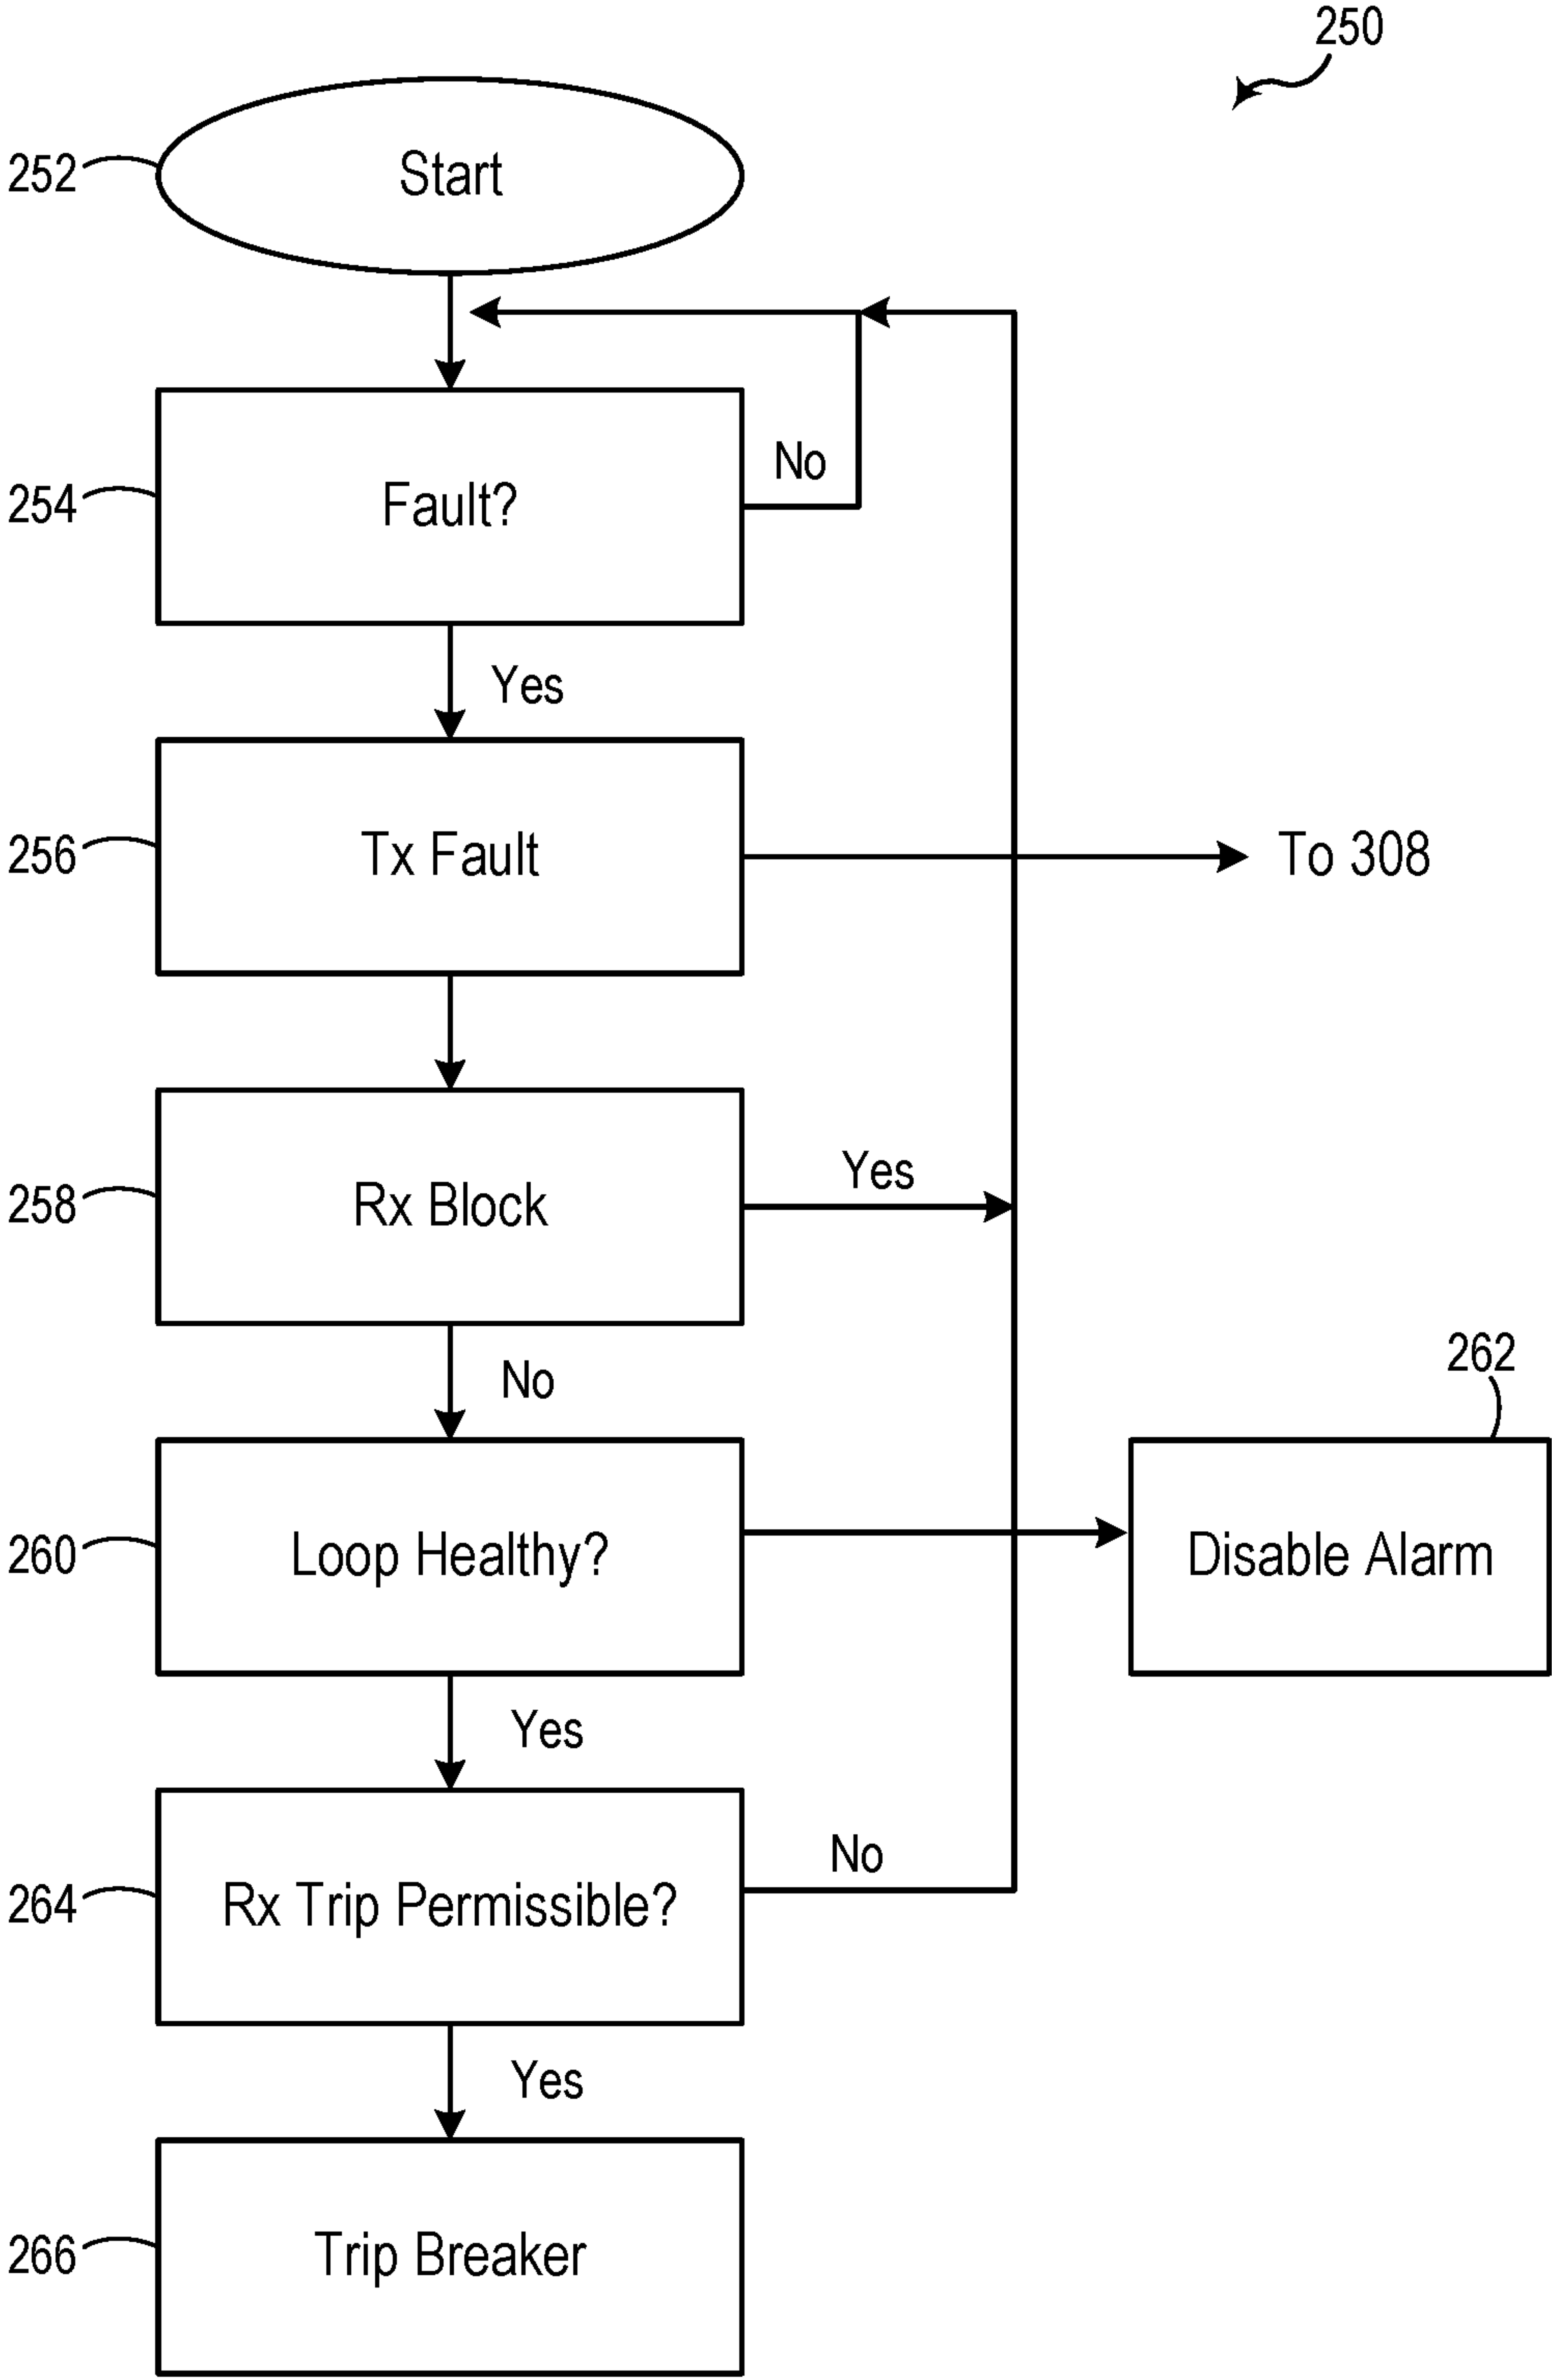 250
252
Start
254
Fault?
No
Yes
256
Tx Fault
To 308
258
Rx Block
Yes
No
262
260
Loop Healthy?
Disable Alarm
Yes
264
Rx Trip Permissible?
No
Yes
266
Trip Breaker